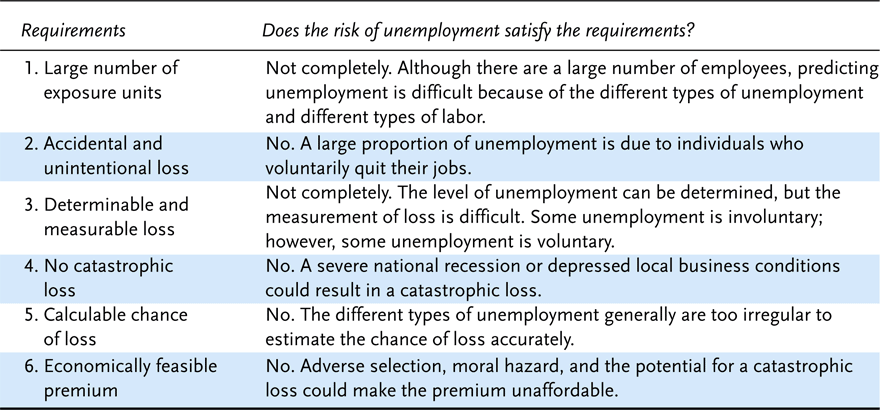 Requirements Does the risk of unemployment satisfy the requirements?
1. Large number of exposure units
Not completely. Although there are a large number of employees, predicting
unemployment is difficult because of the different types of unemployment
and different types of labor.
2. Accidental and unintentional loss
No. A large proportion of unemployment is due to individuals who
voluntarily quit their jobs.
3. Determinable and measurable loss
Not completely. The level of unemployment can be determined, but the
measurement of loss is difficult. Some unemployment is involuntary;
however, some unemployment is voluntary.
4. No catastrophic loss
No. A severe national recession or depressed local business conditions
could result in a catastrophic loss.
5. Calculable chance of loss
No. The different types of unemployment generally are too irregular to
estimate the chance of loss accurately.
6. Economically feasible premium
No. Adverse selection, moral hazard, and the potential for a catastrophic
loss could make the premium unaffordable.